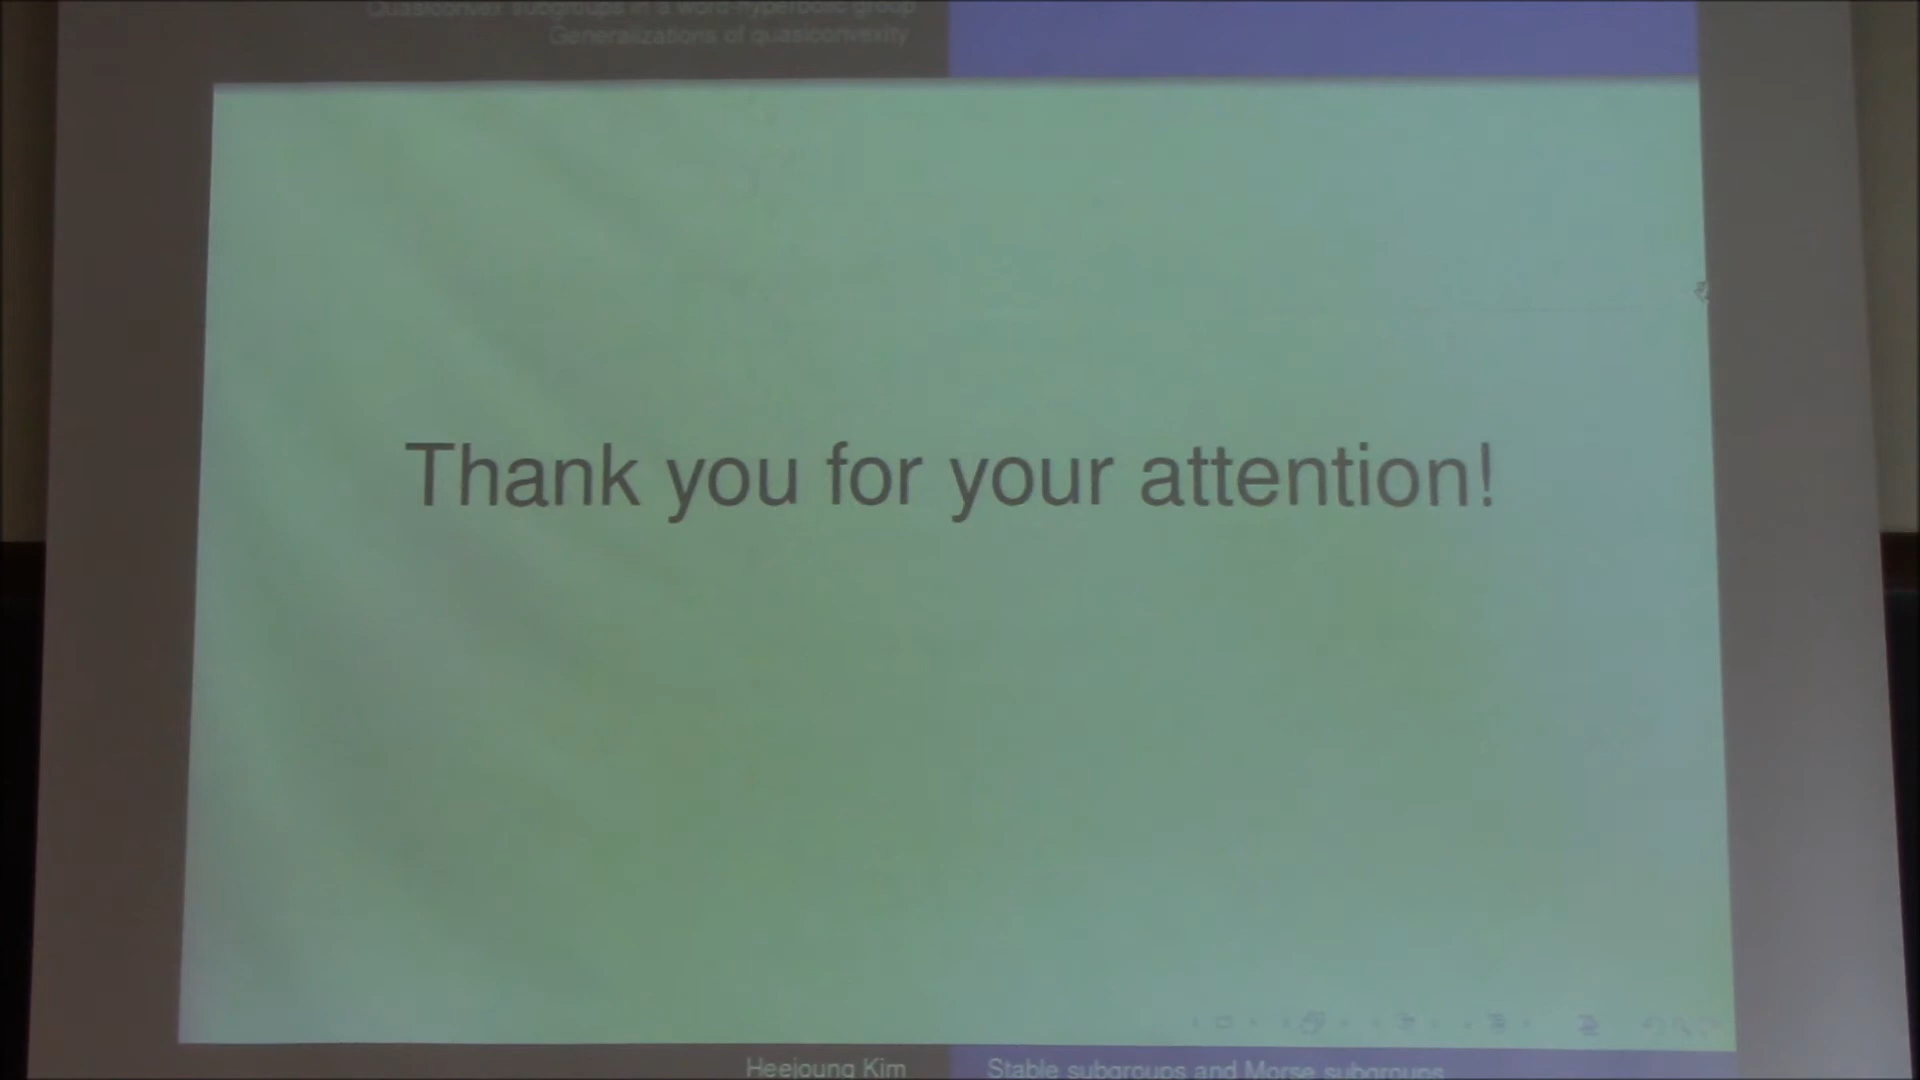 Quasiconvex subgroups in a word-hyperbolic group
Generalizations of quasiconvexity
Thank you for your attention!
Heejoung Kim
Stable subgroups and Morse subgroups